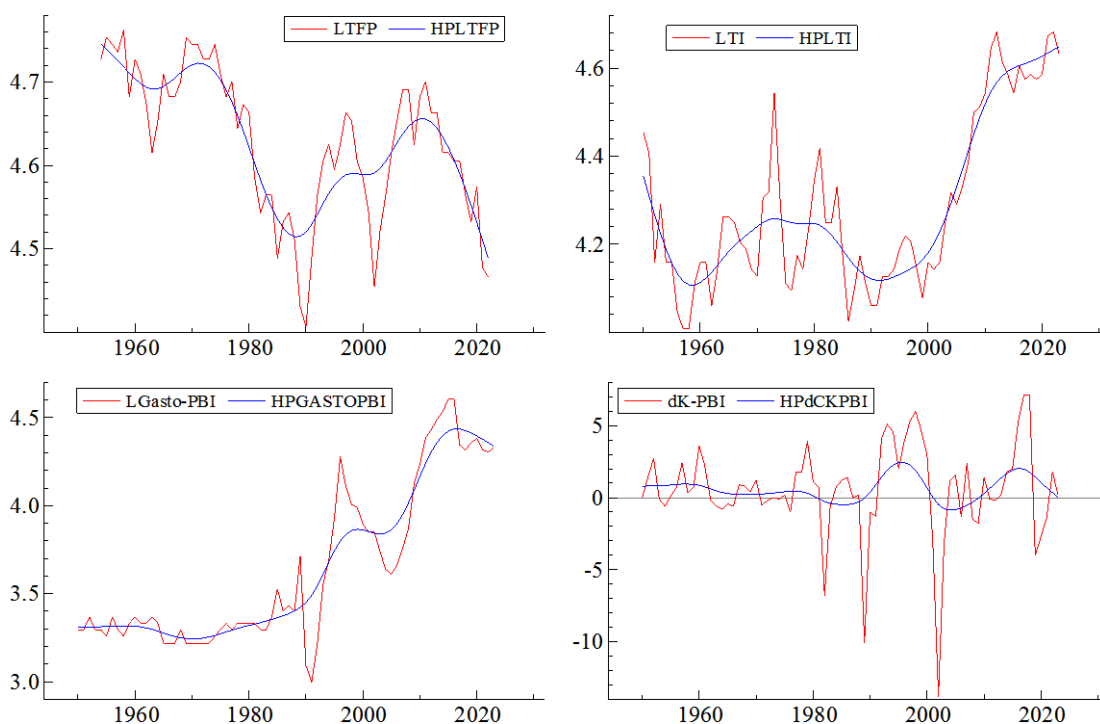 LTFP HPLTFP
4.7
4.6
4.5
1960 1980 2000 2020
LTI HPLTI
4.6
4.4
4.2
1960 1980 2000 2020
LGasto-PBI HPGASTOPBI
4.5
4.0
3.5
3.0
1960 1980 2000 2020
dK-PBI HPdCKPBI
5
0
-5
-10
1960 1980 2000 2020